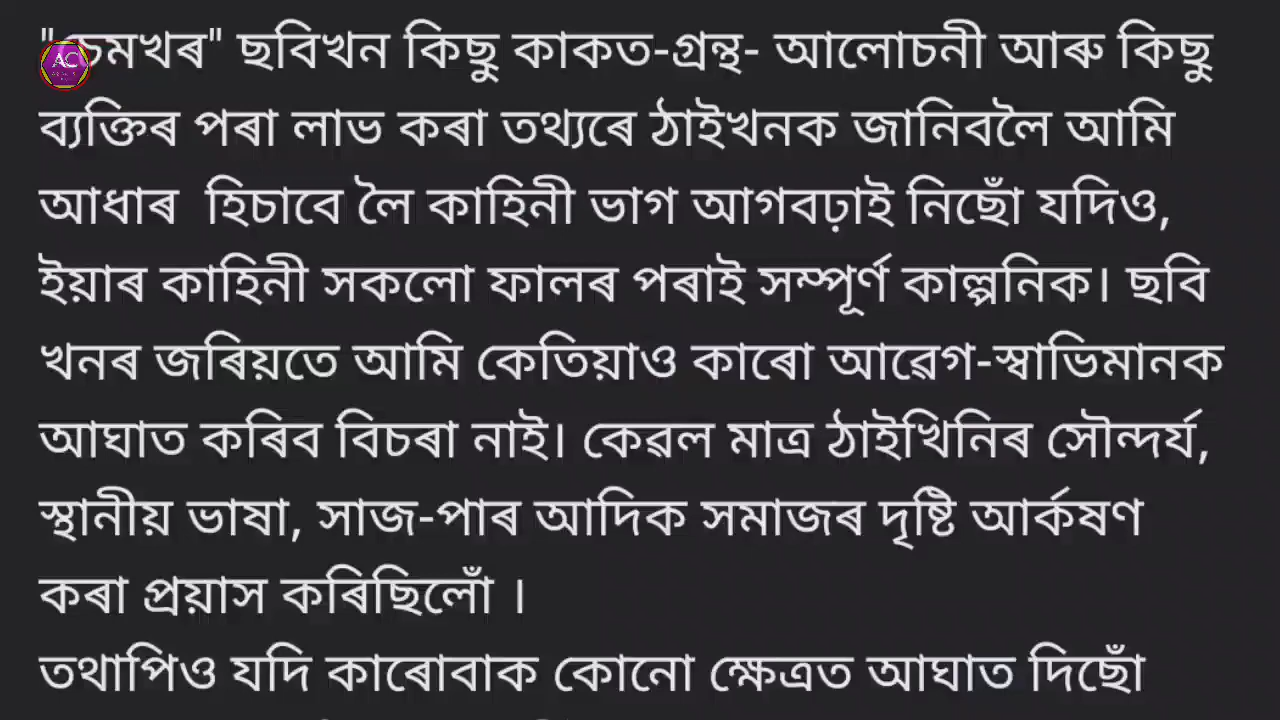 "চেমখৰ" ছবিখন কিছু কাকত-গ্ৰন্থ- আলোচনী আৰু কিছু
ব্যক্তিৰ পৰা লাভ কৰা তথ্যৰে ঠাইখনক জানিবলৈ আমি
আধাৰ হিচাবে লৈ কাহিনী ভাগ আগবঢ়াই নিছোঁ যদিও,
ইয়াৰ কাহিনী সকলো ফালৰ পৰাই সম্পূৰ্ণ কাল্পনিক। ছবি
খনৰ জৰিয়তে আমি কেতিয়াও কাৰো আৱেগ-স্বাভিমানক
আঘাত কৰিব বিচৰা নাই। কেৱল মাত্ৰ ঠাইখিনিৰ সৌন্দৰ্য,
স্থানীয় ভাষা, সাজ-পাৰ আদিক সমাজৰ দৃষ্টি আৰ্কষণ
কৰা প্ৰয়াস কৰিছিলোঁ ।
তথাপিও যদি কাৰোবাক কোনো ক্ষেত্ৰত আঘাত দিছোঁ
AC